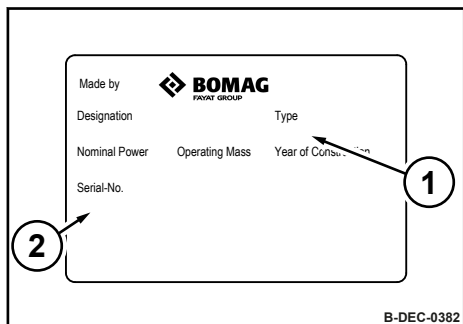 Made by BOMAG
FAYAT GROUP
Designation Type
Nominal Power Operating Mass Year of
Serial-No.
1
2
B-DEC-0382